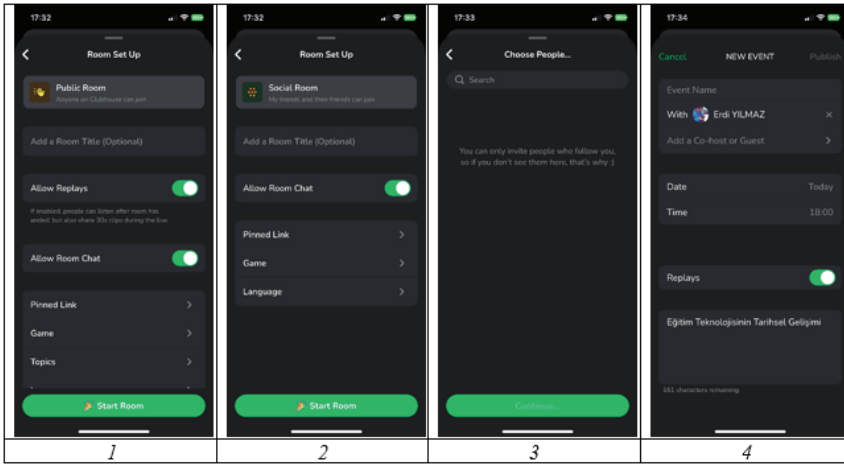 17:32
Room Set Up
Public Room
Anyone on Clubhouse can join
Add a Room Title (Optional)
Allow Replays
If enabled, people can listen after room has
ended, but also share 30s clips during the live.
Allow Room Chat
Pinned Link
Game
Topics
Start Room
1
17:32
Room Set Up
Social Room
My friends and their friends can join
Add a Room Title (Optional)
Allow Room Chat
Pinned Link
Game
Language
Start Room
2
17:33
Choose People...
Search
You can only invite people who follow you,
so if you don't see them here, that's why :)
Continue...
3
17:34
Cancel NEW EVENT Publish
Event Name
With Erdi YILMAZ
Add a Co-host or Guest
Date Today
Time 18:00
Replays
Eğitim Teknolojisinin Tarihsel Gelişimi
161 characters remaining
4